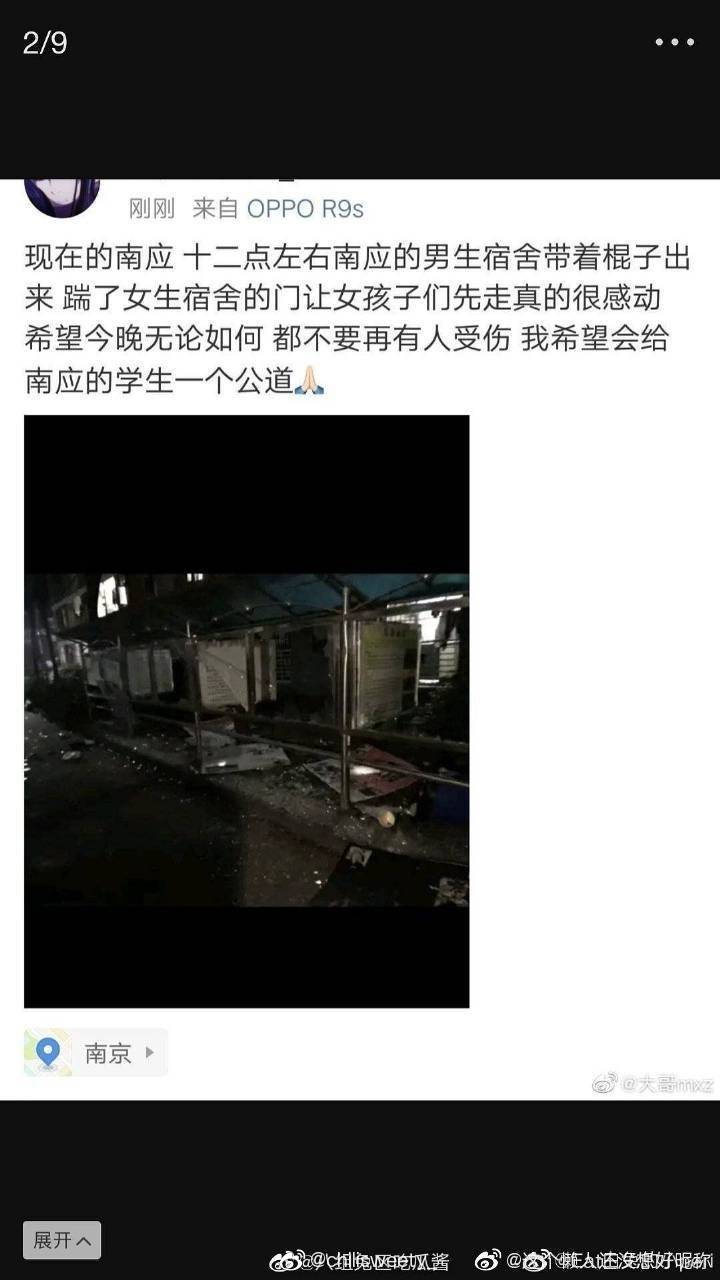 2/9
刚刚 来自 OPPO R9s
现在的南应 十二点左右南应的男生宿舍带着棍子出
来 踹了女生宿舍的门让女孩子们先走真的很感动
希望今晚无论如何 都不要再有人受伤 我希望会给
南应的学生一个公道🙏🏻
南京
@大哥mxz
展开